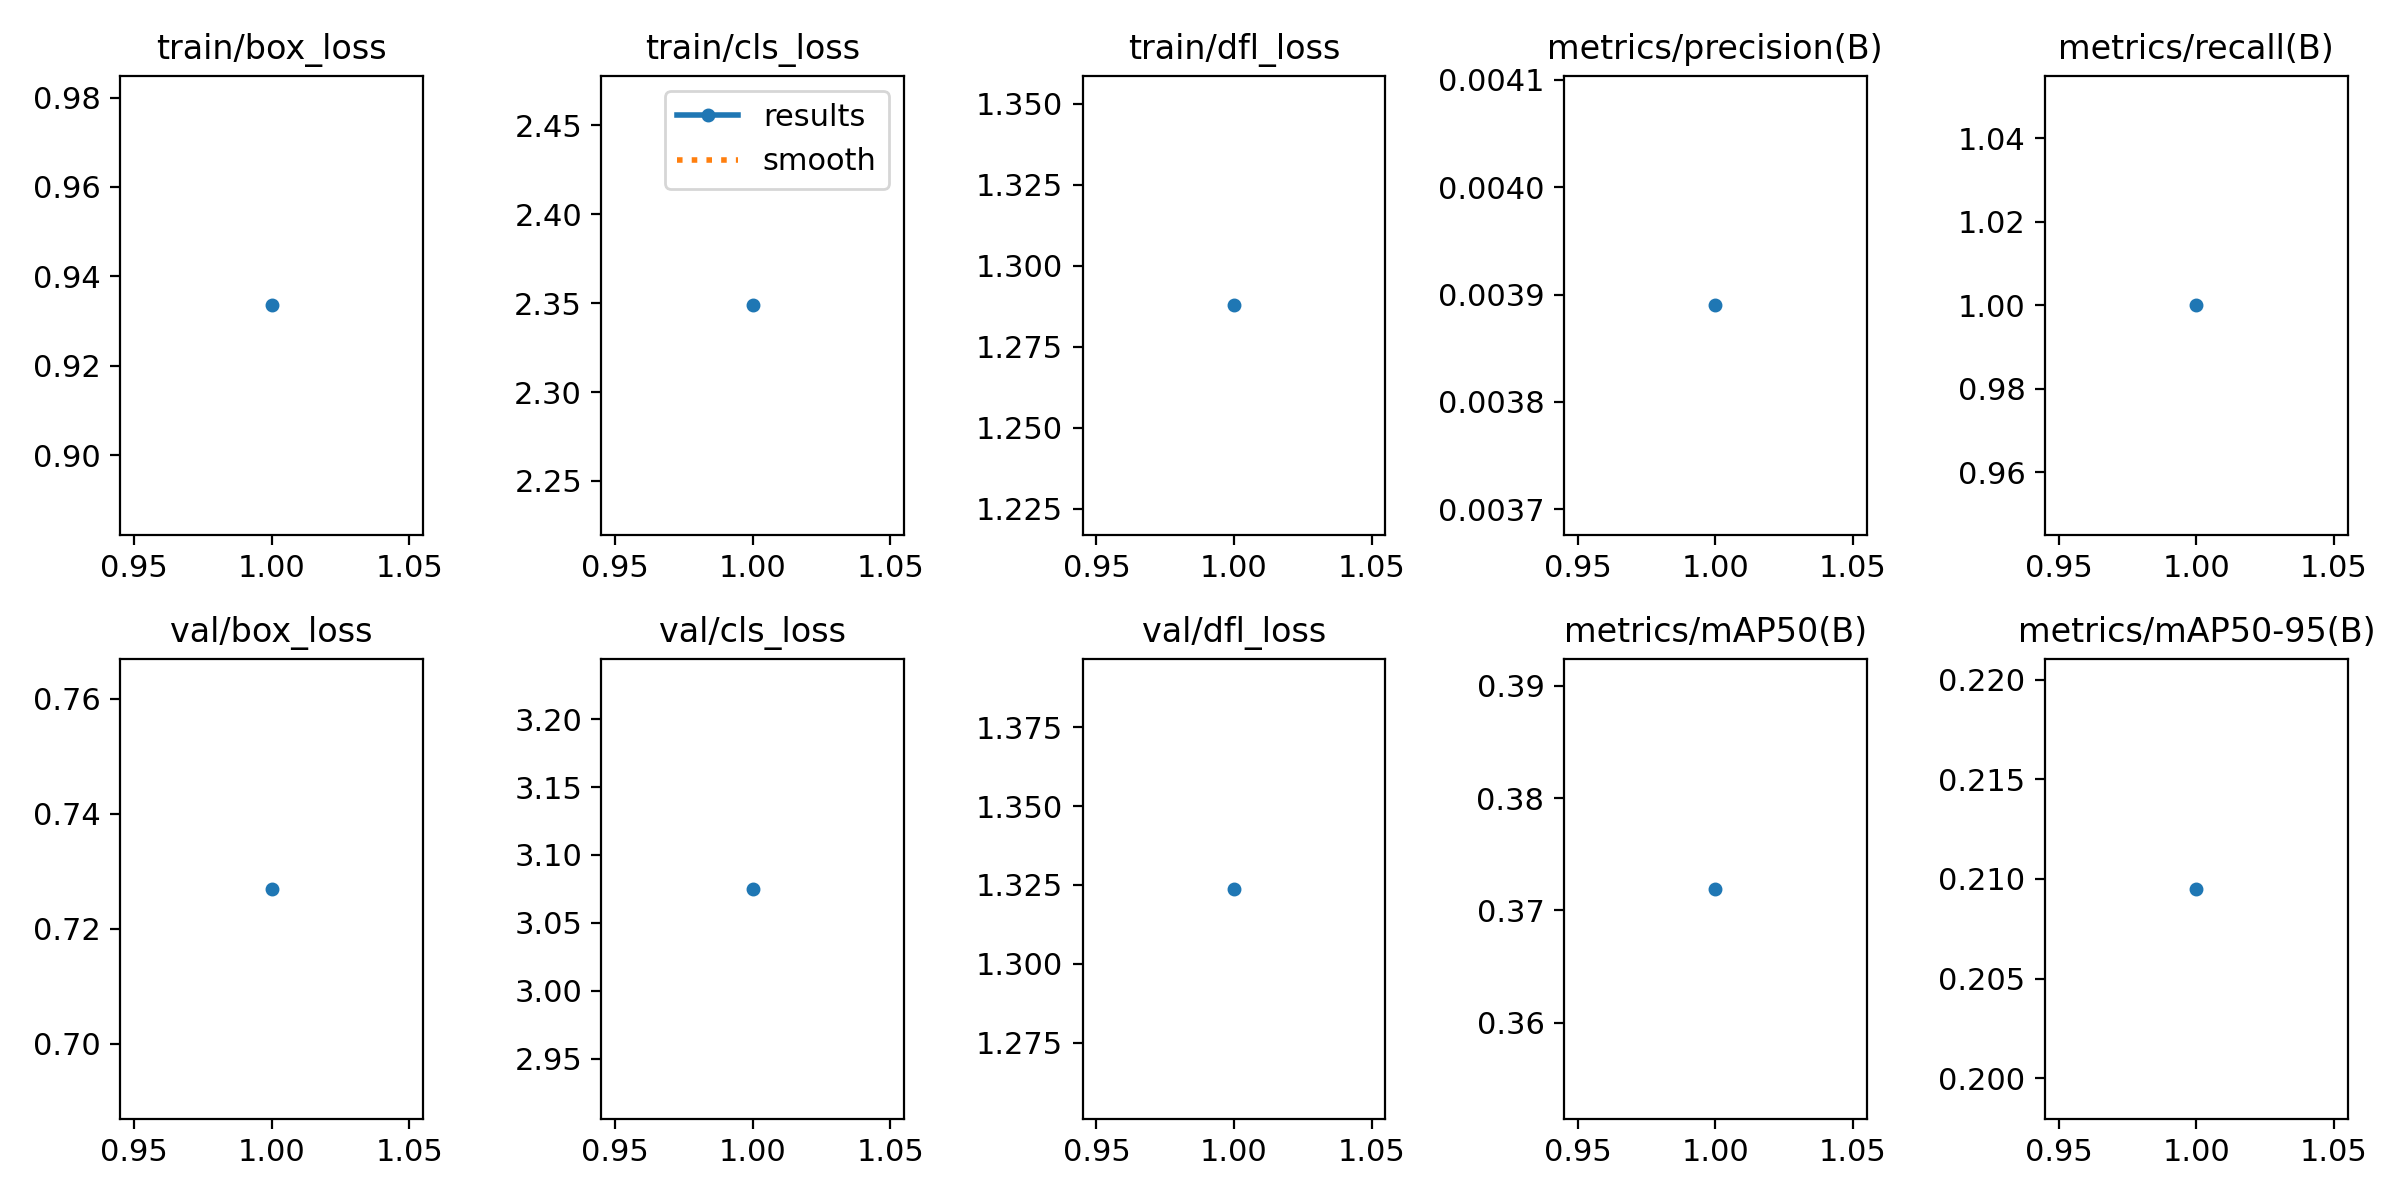 train/box_loss
train/cls_loss
train/dfl_loss
metrics/precision(B)
metrics/recall(B)
0.98
0.96
0.94
0.92
0.90
0.95 1.00 1.05
results
smooth
2.45
2.40
2.35
2.30
2.25
0.95 1.00 1.05
1.350
1.325
1.300
1.275
1.250
1.225
0.95 1.00 1.05
0.0041
0.0040
0.0039
0.0038
0.0037
0.95 1.00 1.05
1.04
1.02
1.00
0.98
0.96
0.95 1.00 1.05
val/box_loss
val/cls_loss
val/dfl_loss
metrics/mAP50(B)
metrics/mAP50-95(B)
0.76
0.74
0.72
0.70
0.95 1.00 1.05
3.20
3.15
3.10
3.05
3.00
2.95
0.95 1.00 1.05
1.375
1.350
1.325
1.300
1.275
0.95 1.00 1.05
0.39
0.38
0.37
0.36
0.95 1.00 1.05
0.220
0.215
0.210
0.205
0.200
0.95 1.00 1.05